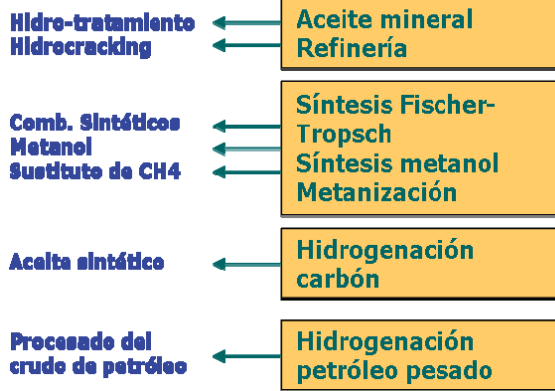 Hidro-tratamiento
Hidrocracking
Aceite mineral
Refinería
Comb. Sintéticos
Metanol
Sustituto de CH4
Síntesis Fischer-
Tropsch
Síntesis metanol
Metanización
Aceite sintético
Hidrogenación
carbón
Procesado del
crudo de petróleo
Hidrogenación
petróleo pesado